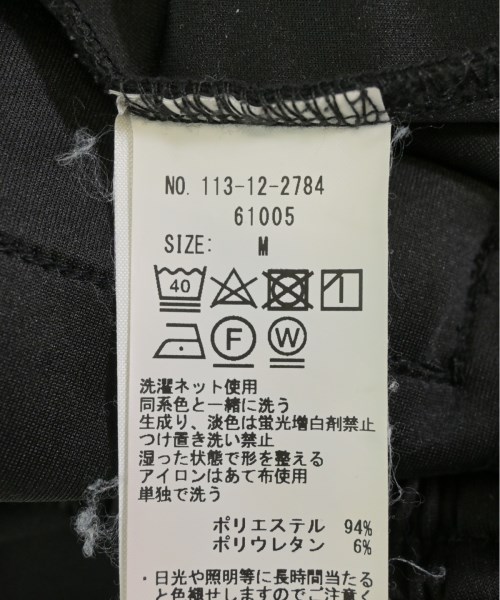 NO. 113-12-2784
61005
SIZE: M
40
F W
洗濯ネット使用
同系色と一緒に洗う
生成り、淡色は蛍光増白剤禁止
つけ置き洗い禁止
湿った状態で形を整える
アイロンはあて布使用
単独で洗う
ポリエステル 94%
ポリウレタン 6%
・日光や照明等に長時間当たる
と色褪せしますのでご注意く